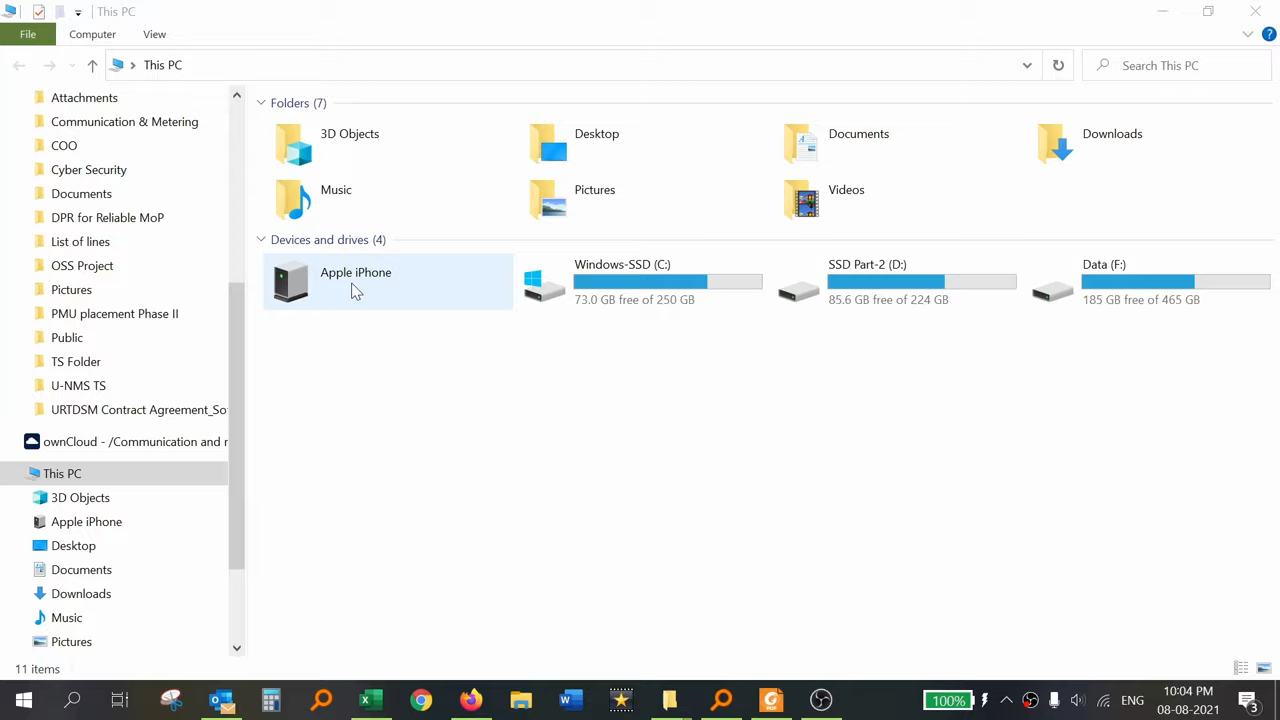 This PC
File Computer View
This PC
Search This PC
Attachments
Communication & Metering
COO
Cyber Security
Documents
DPR for Reliable MoP
List of lines
OSS Project
Pictures
PMU placement Phase II
Public
TS Folder
U-NMS TS
URTDSM Contract Agreement_So
ownCloud - /Communication and r
This PC
3D Objects
Apple iPhone
Desktop
Documents
Downloads
Music
Pictures
Folders (7)
3D Objects Desktop Documents Downloads
Music Pictures Videos
Devices and drives (4)
Apple iPhone
Windows-SSD (C:)
73.0 GB free of 250 GB
SSD Part-2 (D:)
85.6 GB free of 224 GB
Data (F:)
185 GB free of 465 GB
11 items
100%
ENG
10:04 PM
08-08-2021
3